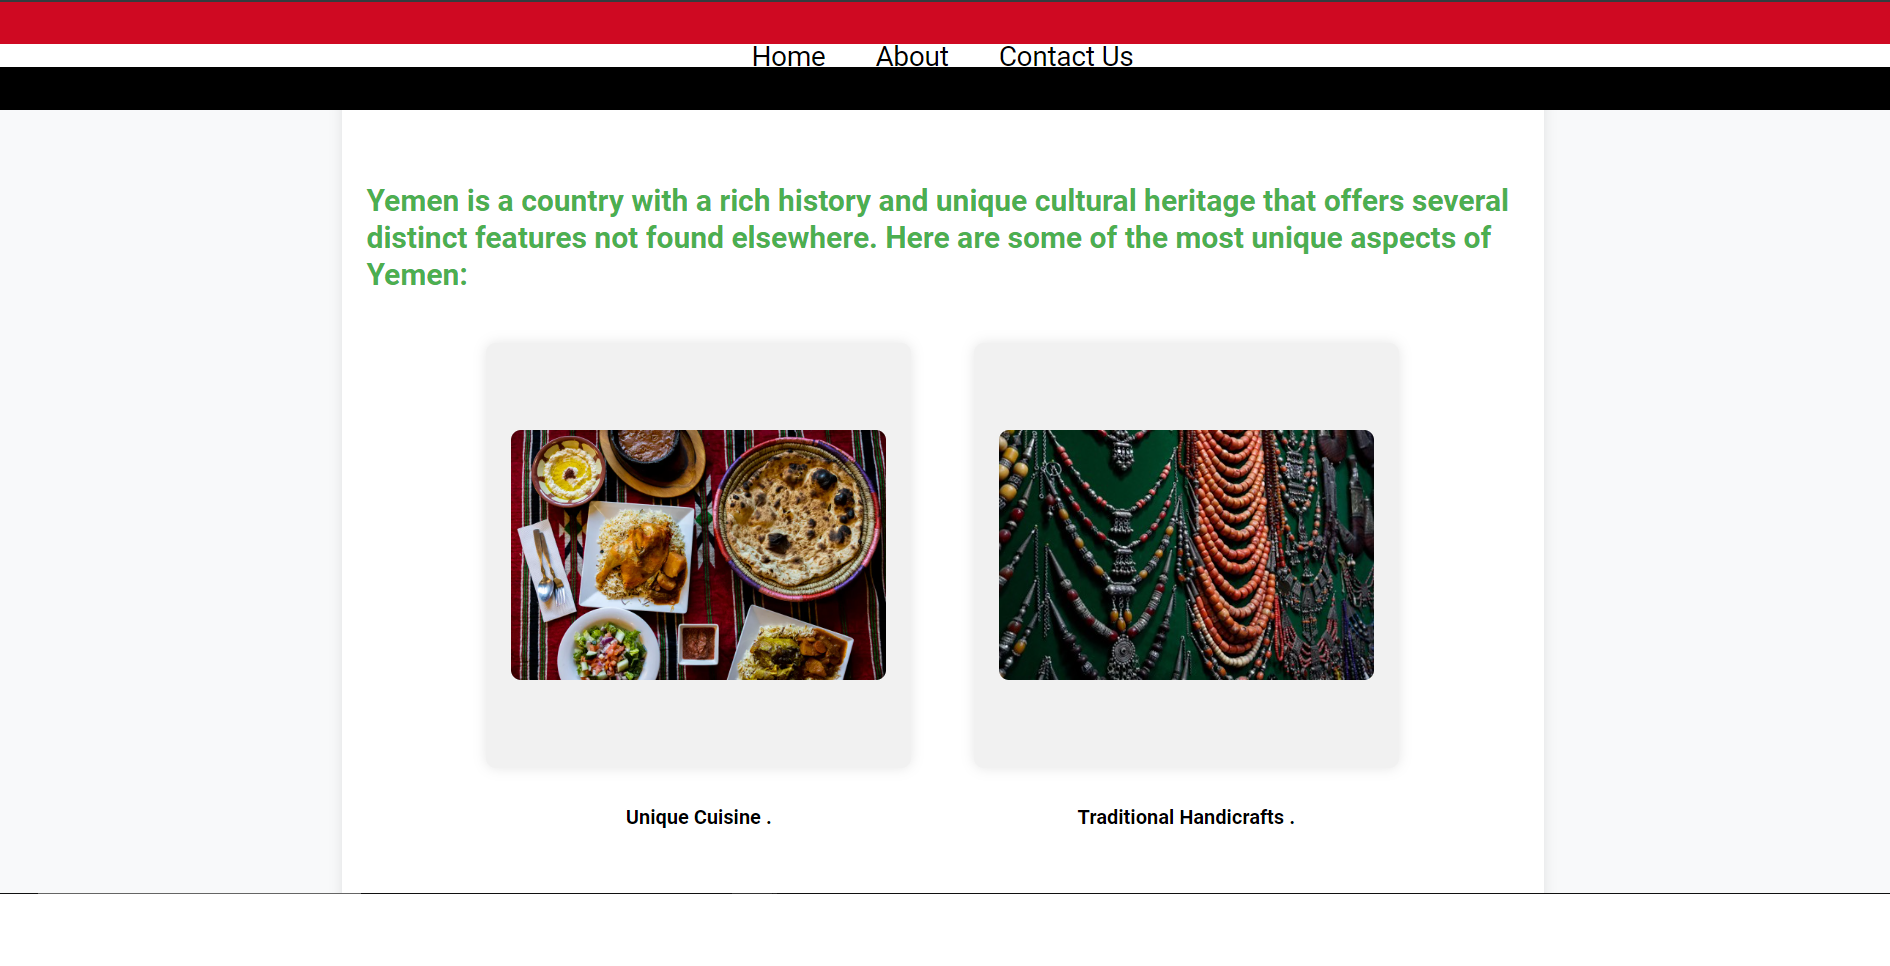 Home About Contact Us
Yemen is a country with a rich history and unique cultural heritage that offers several
distinct features not found elsewhere. Here are some of the most unique aspects of
Yemen:
Unique Cuisine .
Traditional Handicrafts .